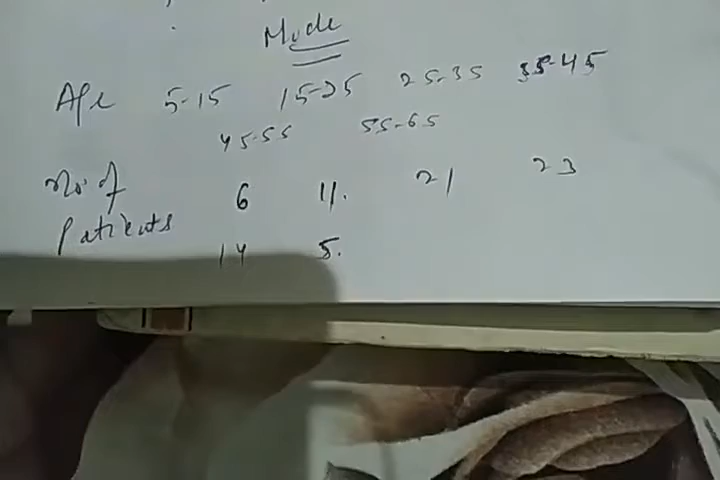 Mode
Age 5-15 15-25 25-35 35-45
45-55 55-65
No. of 6 11. 21 23
Patients
14 5.